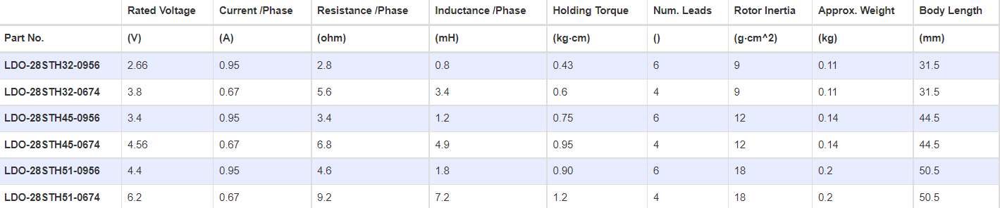 Rated Voltage Current /Phase Resistance /Phase Inductance /Phase Holding Torque Num. Leads Rotor Inertia Approx. Weight Body Length
Part No. (V) (A) (ohm) (mH) (kg·cm) () (g·cm^2) (kg) (mm)
LDO-28STH32-0956 2.66 0.95 2.8 0.8 0.43 6 9 0.11 31.5
LDO-28STH32-0674 3.8 0.67 5.6 3.4 0.6 4 9 0.11 31.5
LDO-28STH45-0956 3.4 0.95 3.4 1.2 0.75 6 12 0.14 44.5
LDO-28STH45-0674 4.56 0.67 6.8 4.9 0.95 4 12 0.14 44.5
LDO-28STH51-0956 4.4 0.95 4.6 1.8 0.90 6 18 0.2 50.5
LDO-28STH51-0674 6.2 0.67 9.2 7.2 1.2 4 18 0.2 50.5